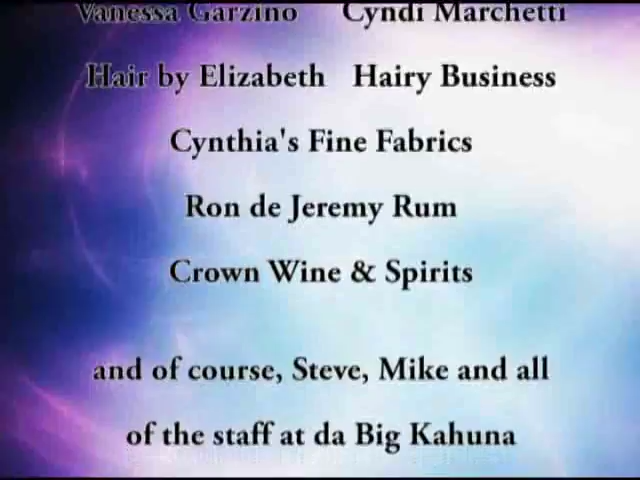 Vanessa Garzino Cyndi Marchetti
Hair by Elizabeth Hairy Business
Cynthia's Fine Fabrics
Ron de Jeremy Rum
Crown Wine & Spirits
and of course, Steve, Mike and all
of the staff at da Big Kahuna